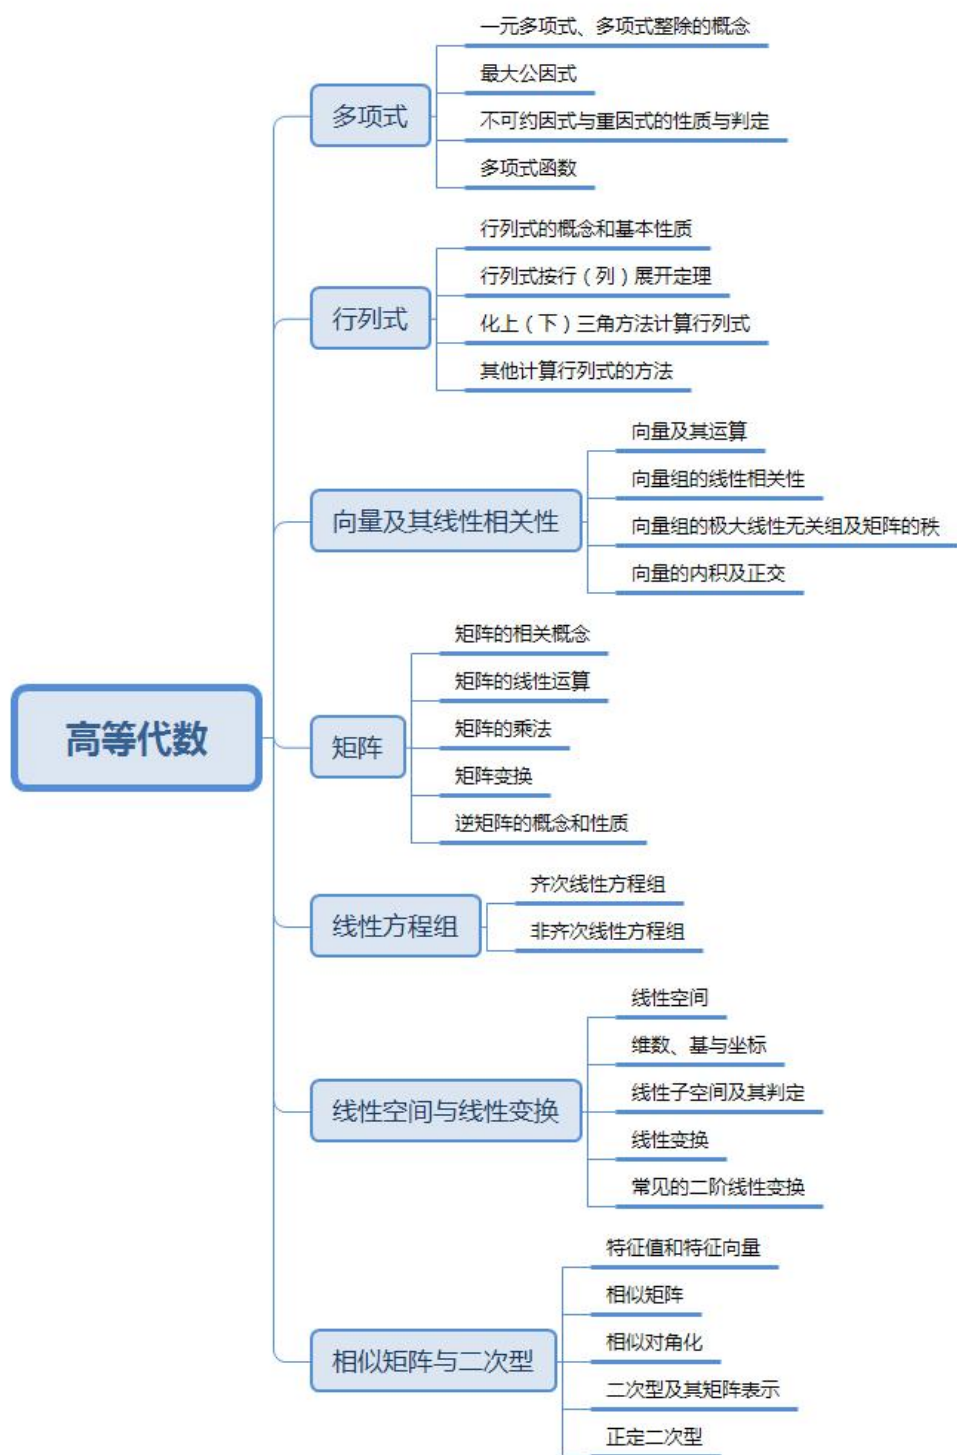 高等代数
多项式
一元多项式、多项式整除的概念
最大公因式
不可约因式与重因式的性质与判定
多项式函数
行列式
行列式的概念和基本性质
行列式按行（列）展开定理
化上（下）三角方法计算行列式
其他计算行列式的方法
向量及其线性相关性
向量及其运算
向量组的线性相关性
向量组的极大线性无关组及矩阵的秩
向量的内积及正交
矩阵
矩阵的相关概念
矩阵的线性运算
矩阵的乘法
矩阵变换
逆矩阵的概念和性质
线性方程组
齐次线性方程组
非齐次线性方程组
线性空间与线性变换
线性空间
维数、基与坐标
线性子空间及其判定
线性变换
常见的二阶线性变换
相似矩阵与二次型
特征值和特征向量
相似矩阵
相似对角化
二次型及其矩阵表示
正定二次型